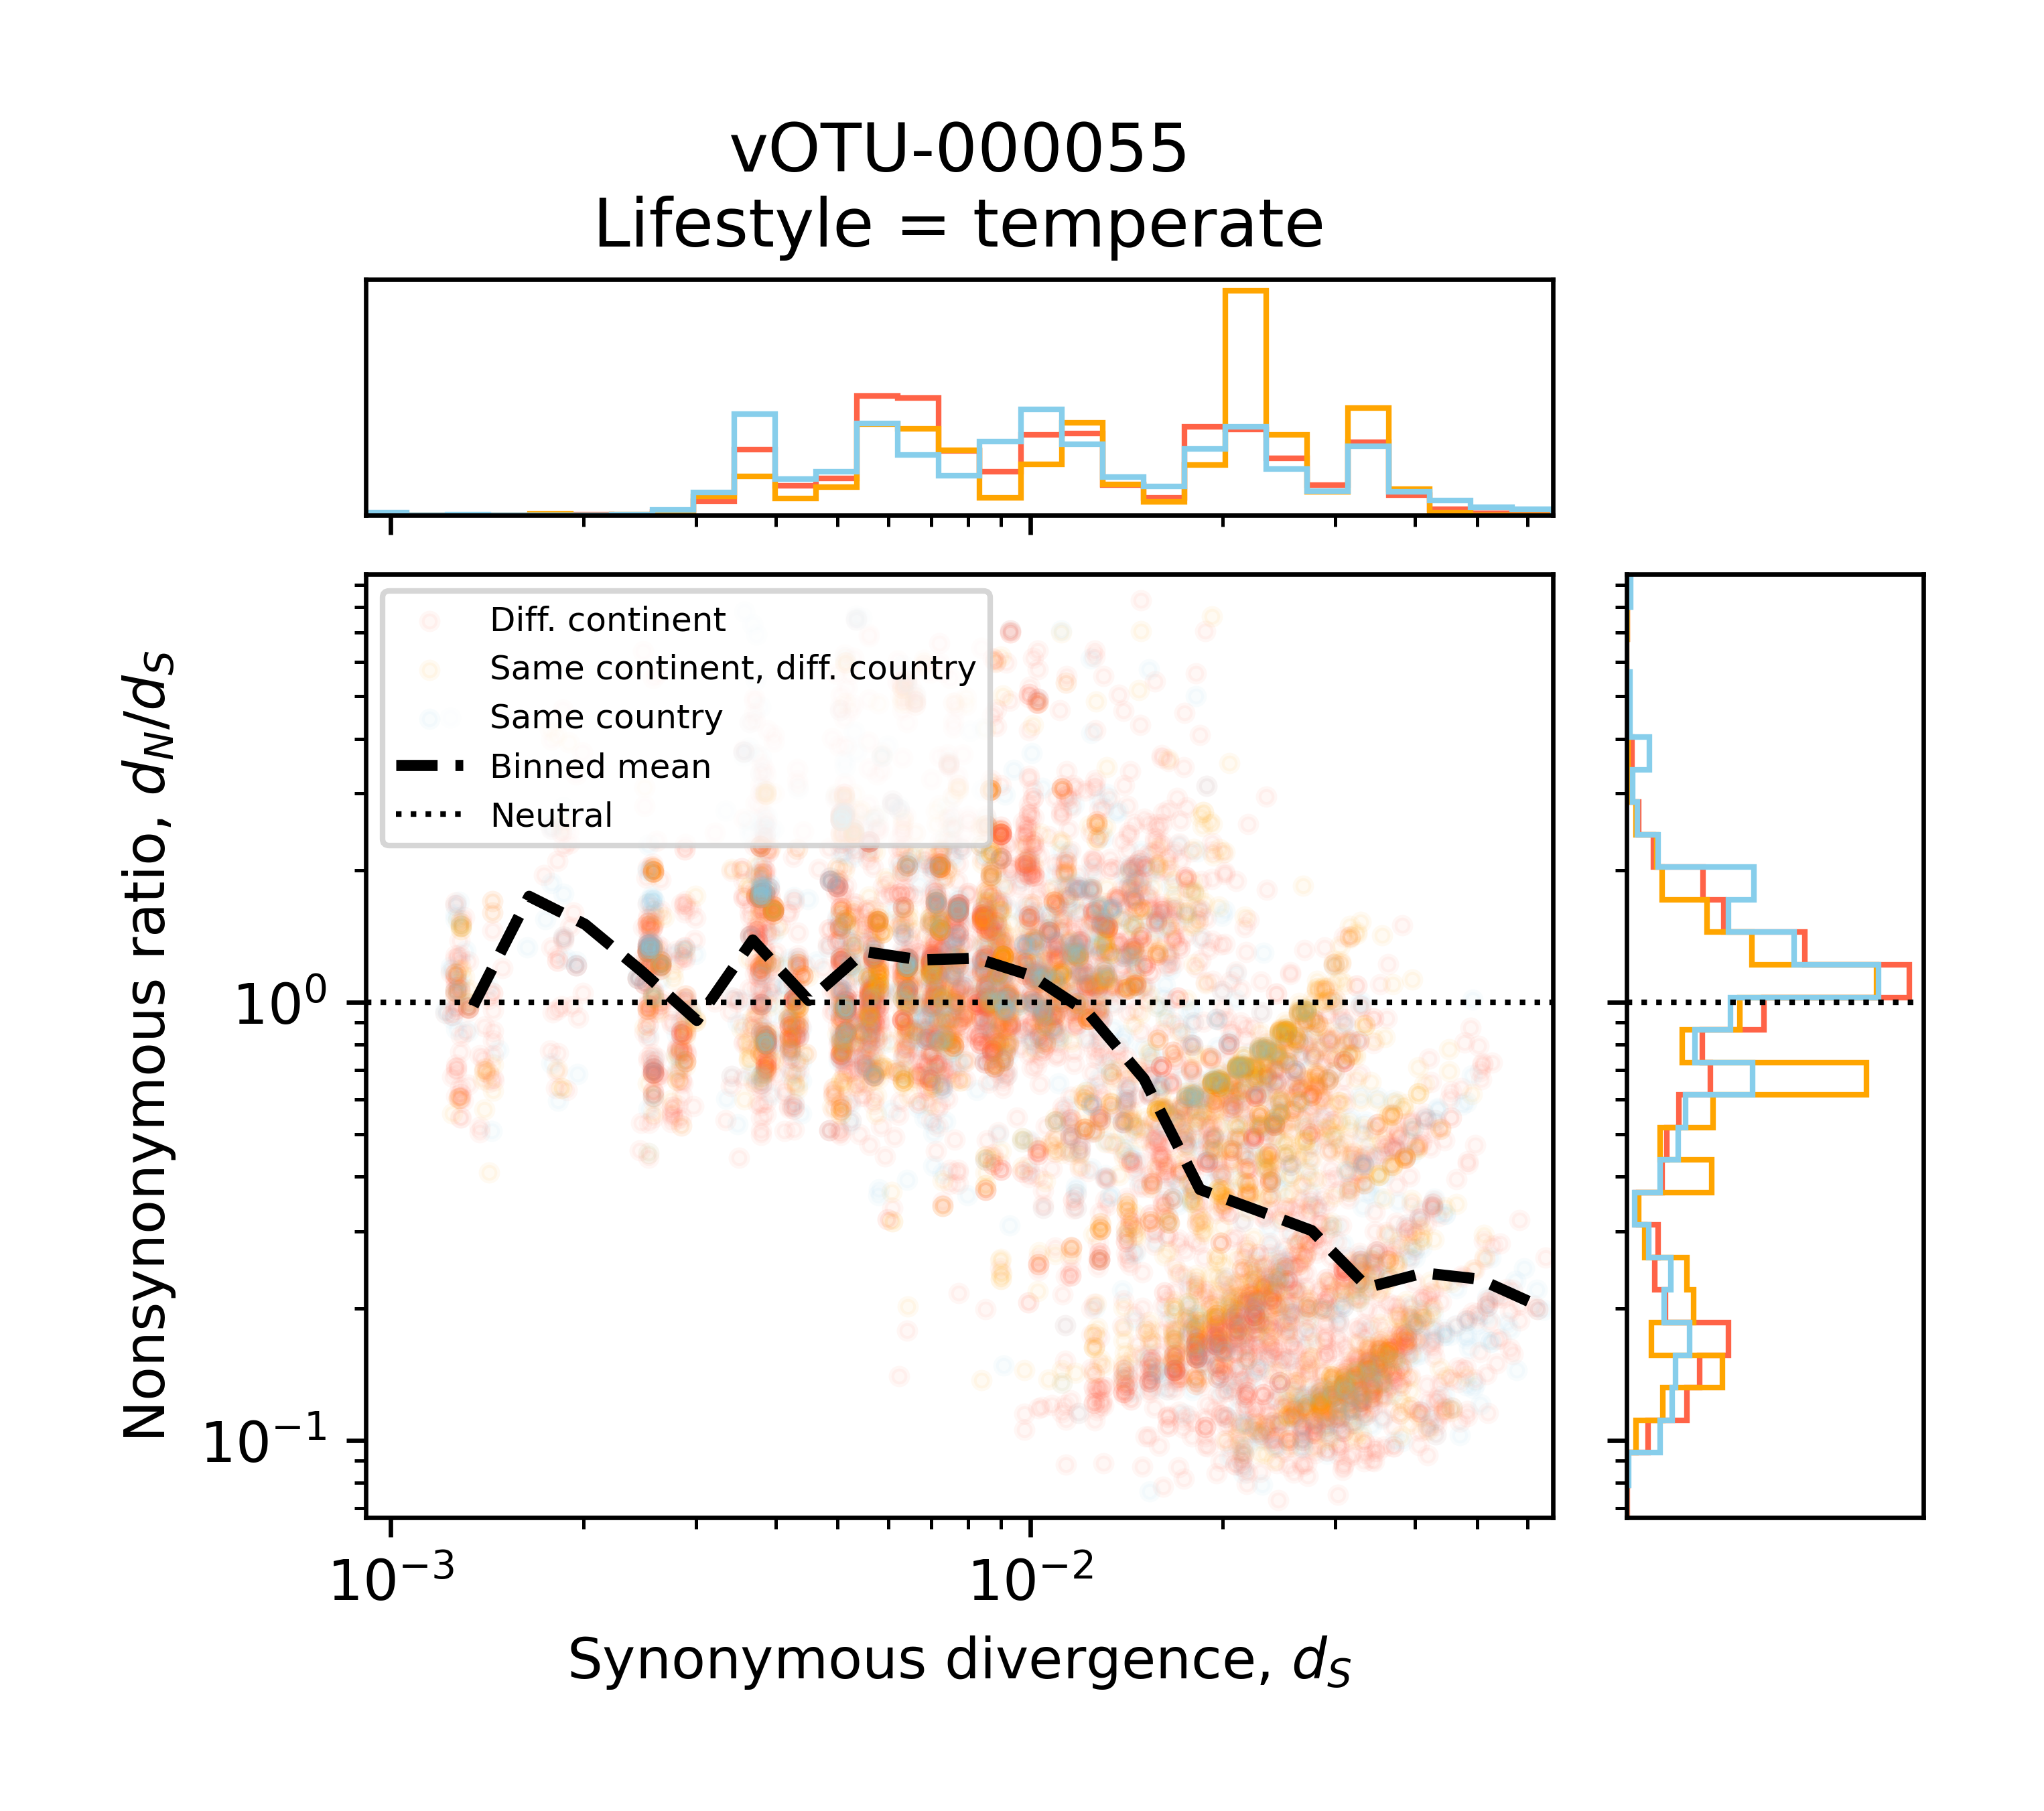 vOTU-000055
Lifestyle = temperate
Diff. continent
Same continent, diff. country
Same country
Binned mean
Neutral
Nonsynonymous ratio, d_N/d_S
10^0
10^-1
10^-3
10^-2
Synonymous divergence, d_S